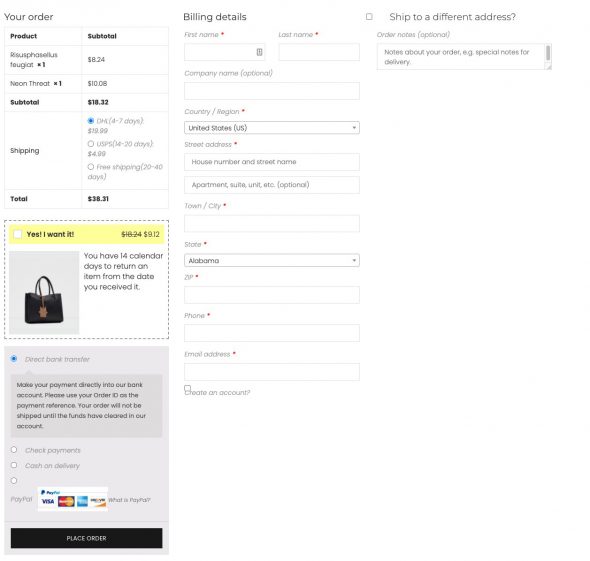 Your order
Product Subtotal
Risusphasellus
feugiat × 1 $8.24
Neon Threat × 1 $10.08
Subtotal $18.32
Shipping
DHL(4-7 days):
$19.99
USPS(14-20 days):
$4.99
Free shipping(20-40
days)
Total $38.31
Yes! I want it! $18.24 $9.12
You have 14 calendar
days to return an
item from the date
you received it.
Direct bank transfer
Make your payment directly into our bank
account. Please use your Order ID as the
payment reference. Your order will not be
shipped until the funds have cleared in our
account.
Check payments
Cash on delivery
PayPal
PayPal VISA What is PayPal?
PLACE ORDER
Billing details
First name * Last name *
Company name (optional)
Country / Region *
United States (US)
Street address *
House number and street name
Apartment, suite, unit, etc. (optional)
Town / City *
State *
Alabama
ZIP *
Phone *
Email address *
Create an account?
Ship to a different address?
Order notes (optional)
Notes about your order, e.g. special notes for
delivery.